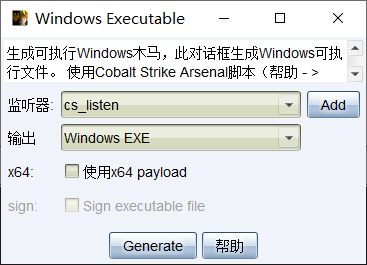 Windows Executable
生成可执行Windows木马，此对话框生成Windows可执
行文件。 使用Cobalt Strike Arsenal脚本（帮助 - >
监听器: cs_listen Add
输出 Windows EXE
x64: 使用x64 payload
sign: Sign executable file
Generate 帮助